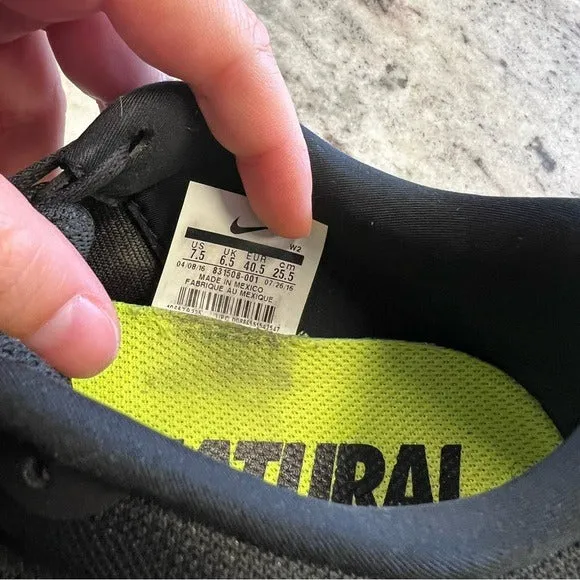 W2
US UK EUR cm
7.5 6.5 40.5 25.5
04/08/16 831508-001 07/26/16
MADE IN MEXICO
FABRIQUE AU MEXIQUE
NATURAL